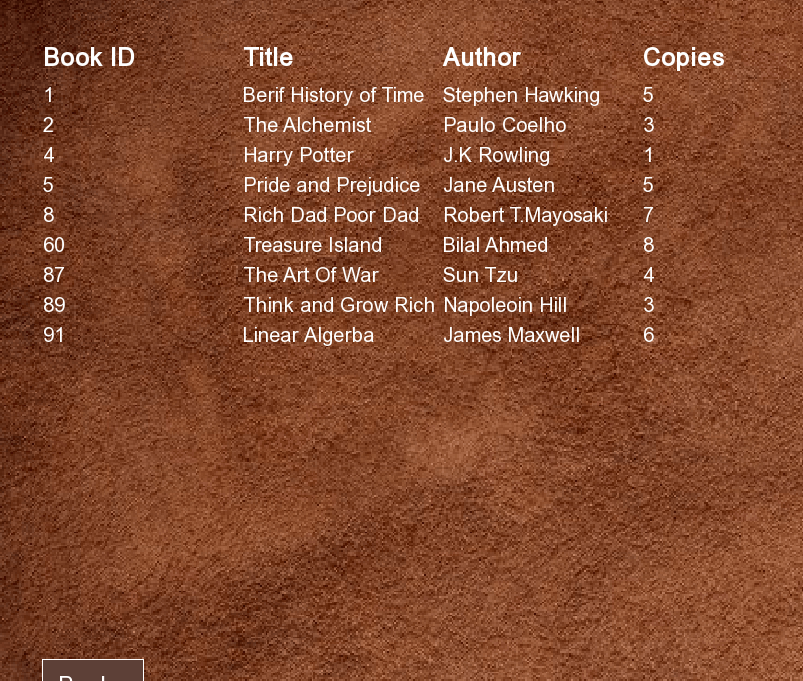 Book ID Title Author Copies
1 Berif History of Time Stephen Hawking 5
2 The Alchemist Paulo Coelho 3
4 Harry Potter J.K Rowling 1
5 Pride and Prejudice Jane Austen 5
8 Rich Dad Poor Dad Robert T.Mayosaki 7
60 Treasure Island Bilal Ahmed 8
87 The Art Of War Sun Tzu 4
89 Think and Grow Rich Napoleoin Hill 3
91 Linear Algerba James Maxwell 6